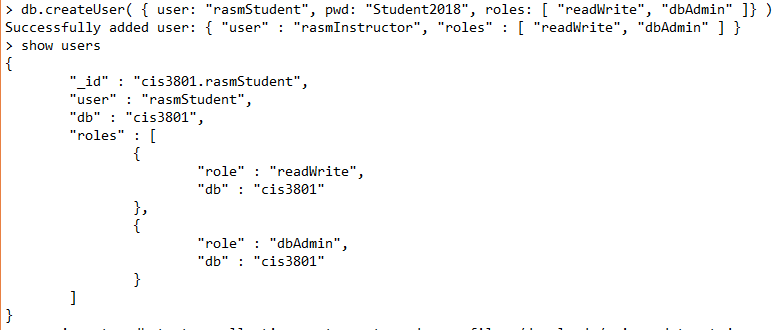 > db.createUser( { user: "rasmStudent", pwd: "Student2018", roles: [ "readWrite", "dbAdmin" ]} )
Successfully added user: { "user" : "rasmInstructor", "roles" : [ "readWrite", "dbAdmin" ] }
> show users
{
        "_id" : "cis3801.rasmStudent",
        "user" : "rasmStudent",
        "db" : "cis3801",
        "roles" : [
                {
                        "role" : "readWrite",
                        "db" : "cis3801"
                },
                {
                        "role" : "dbAdmin",
                        "db" : "cis3801"
                }
        ]
}